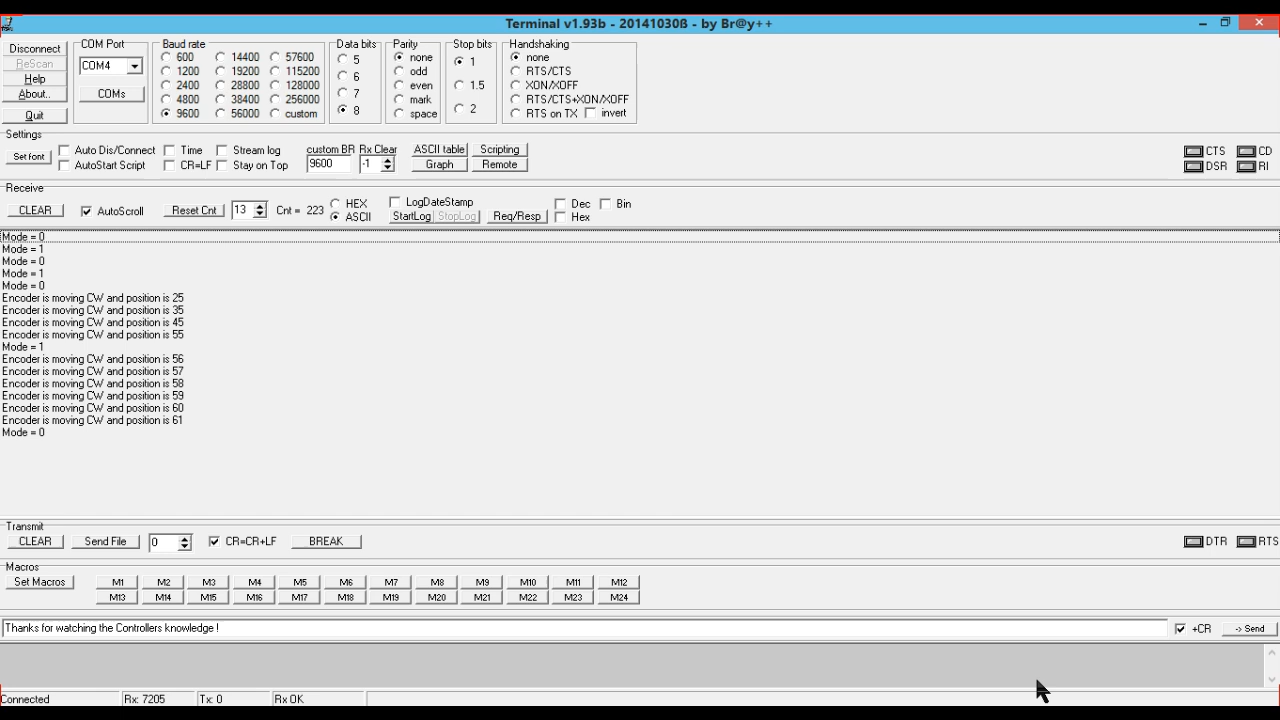 Terminal v1.93b - 20141030ß - by Br@y++
Disconnect
ReScan
Help
About..
Quit
COM Port
COM4
COMs
Baud rate
600 14400 57600
1200 19200 115200
2400 28800 128000
4800 38400 256000
9600 56000 custom
Data bits
5
6
7
8
Parity
none
odd
even
mark
space
Stop bits
1
1.5
2
Handshaking
none
RTS/CTS
XON/XOFF
RTS/CTS+XON/XOFF
RTS on TX invert
Settings
Set font
Auto Dis/Connect Time Stream log
AutoStart Script CR=LF Stay on Top
custom BR Rx Clear
9600 -1
ASCII table Scripting
Graph Remote
CTS CD
DSR RI
Receive
CLEAR AutoScroll Reset Cnt 13 Cnt = 223
HEX
ASCII
LogDateStamp
StartLog StopLog Req/Resp
Dec Bin
Hex
Mode = 0
Mode = 1
Mode = 0
Mode = 1
Mode = 0
Encoder is moving CW and position is 25
Encoder is moving CW and position is 35
Encoder is moving CW and position is 45
Encoder is moving CW and position is 55
Mode = 1
Encoder is moving CW and position is 56
Encoder is moving CW and position is 57
Encoder is moving CW and position is 58
Encoder is moving CW and position is 59
Encoder is moving CW and position is 60
Encoder is moving CW and position is 61
Mode = 0
Transmit
CLEAR Send File 0 CR=CR+LF BREAK DTR RTS
Macros
Set Macros M1 M2 M3 M4 M5 M6 M7 M8 M9 M10 M11 M12
M13 M14 M15 M16 M17 M18 M19 M20 M21 M22 M23 M24
Thanks for watching the Controllers knowledge ! +CR -> Send
Connected Rx: 7205 Tx: 0 Rx OK